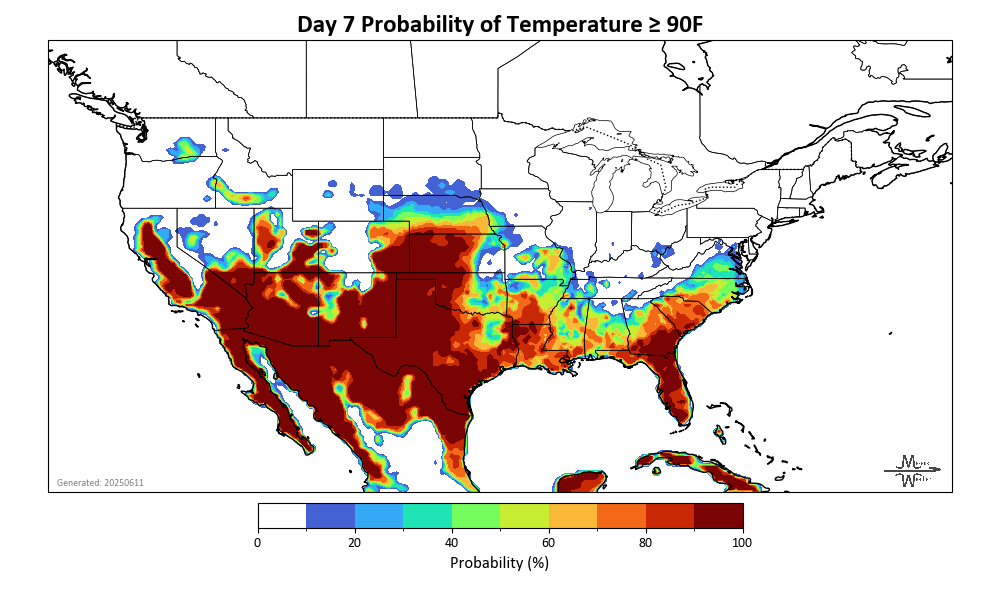 Day 7 Probability of Temperature ≥ 90F
Generated: 20250611
0 20 40 60 80 100
Probability (%)